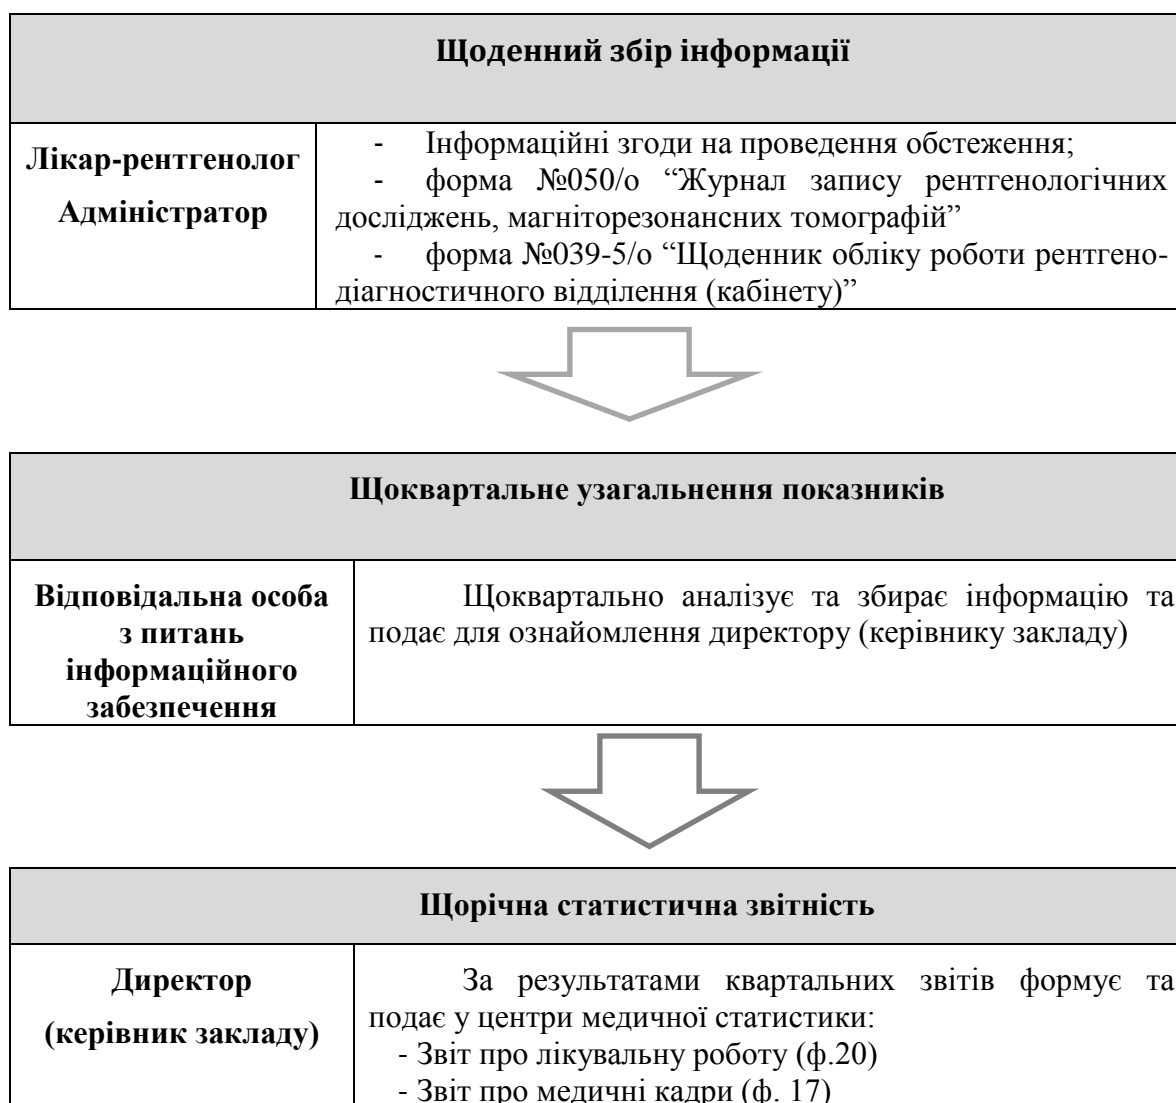 Щоденний збір інформації
Лікар-рентгенолог
Адміністратор
- Інформаційні згоди на проведення обстеження;
- форма №050/о “Журнал запису рентгенологічних
досліджень, магніторезонансних томографій”
- форма №039-5/о “Щоденник обліку роботи рентгено-
діагностичного відділення (кабінету)”
Щоквартальне узагальнення показників
Відповідальна особа
з питань
інформаційного
забезпечення
Щоквартально аналізує та збирає інформацію та
подає для ознайомлення директору (керівнику закладу)
Щорічна статистична звітність
Директор
(керівник закладу)
За результатами квартальних звітів формує та
подає у центри медичної статистики:
- Звіт про лікувальну роботу (ф.20)
- Звіт про медичні кадри (ф. 17)